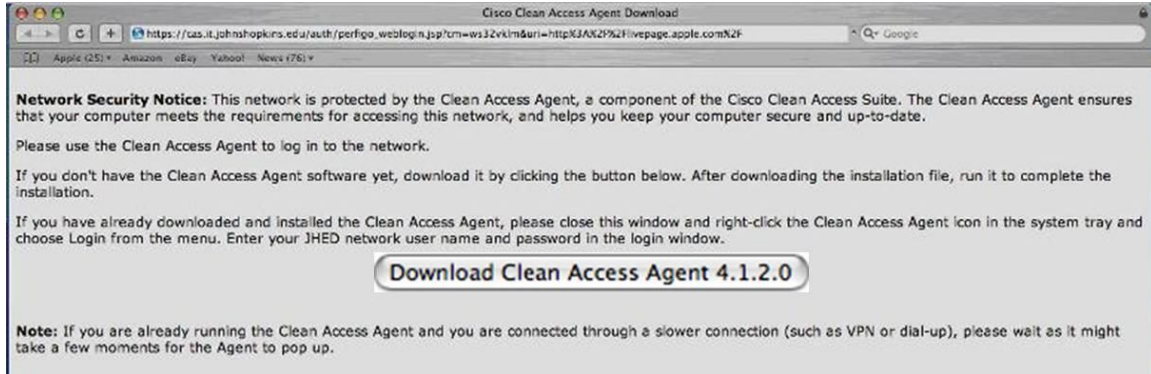 Cisco Clean Access Agent Download
https://cas.it.johnshopkins.edu/auth/perfigo_weblogin.jsp?cm=ws32vklm&uri=http%3A%2F%2Flivepage.apple.com%2F
Google
Apple (25) Amazon eBay Yahoo! News (76)
Network Security Notice: This network is protected by the Clean Access Agent, a component of the Cisco Clean Access Suite. The Clean Access Agent ensures
that your computer meets the requirements for accessing this network, and helps you keep your computer secure and up-to-date.
Please use the Clean Access Agent to log in to the network.
If you don't have the Clean Access Agent software yet, download it by clicking the button below. After downloading the installation file, run it to complete the
installation.
If you have already downloaded and installed the Clean Access Agent, please close this window and right-click the Clean Access Agent icon in the system tray and
choose Login from the menu. Enter your JHED network user name and password in the login window.
Download Clean Access Agent 4.1.2.0
Note: If you are already running the Clean Access Agent and you are connected through a slower connection (such as VPN or dial-up), please wait as it might
take a few moments for the Agent to pop up.